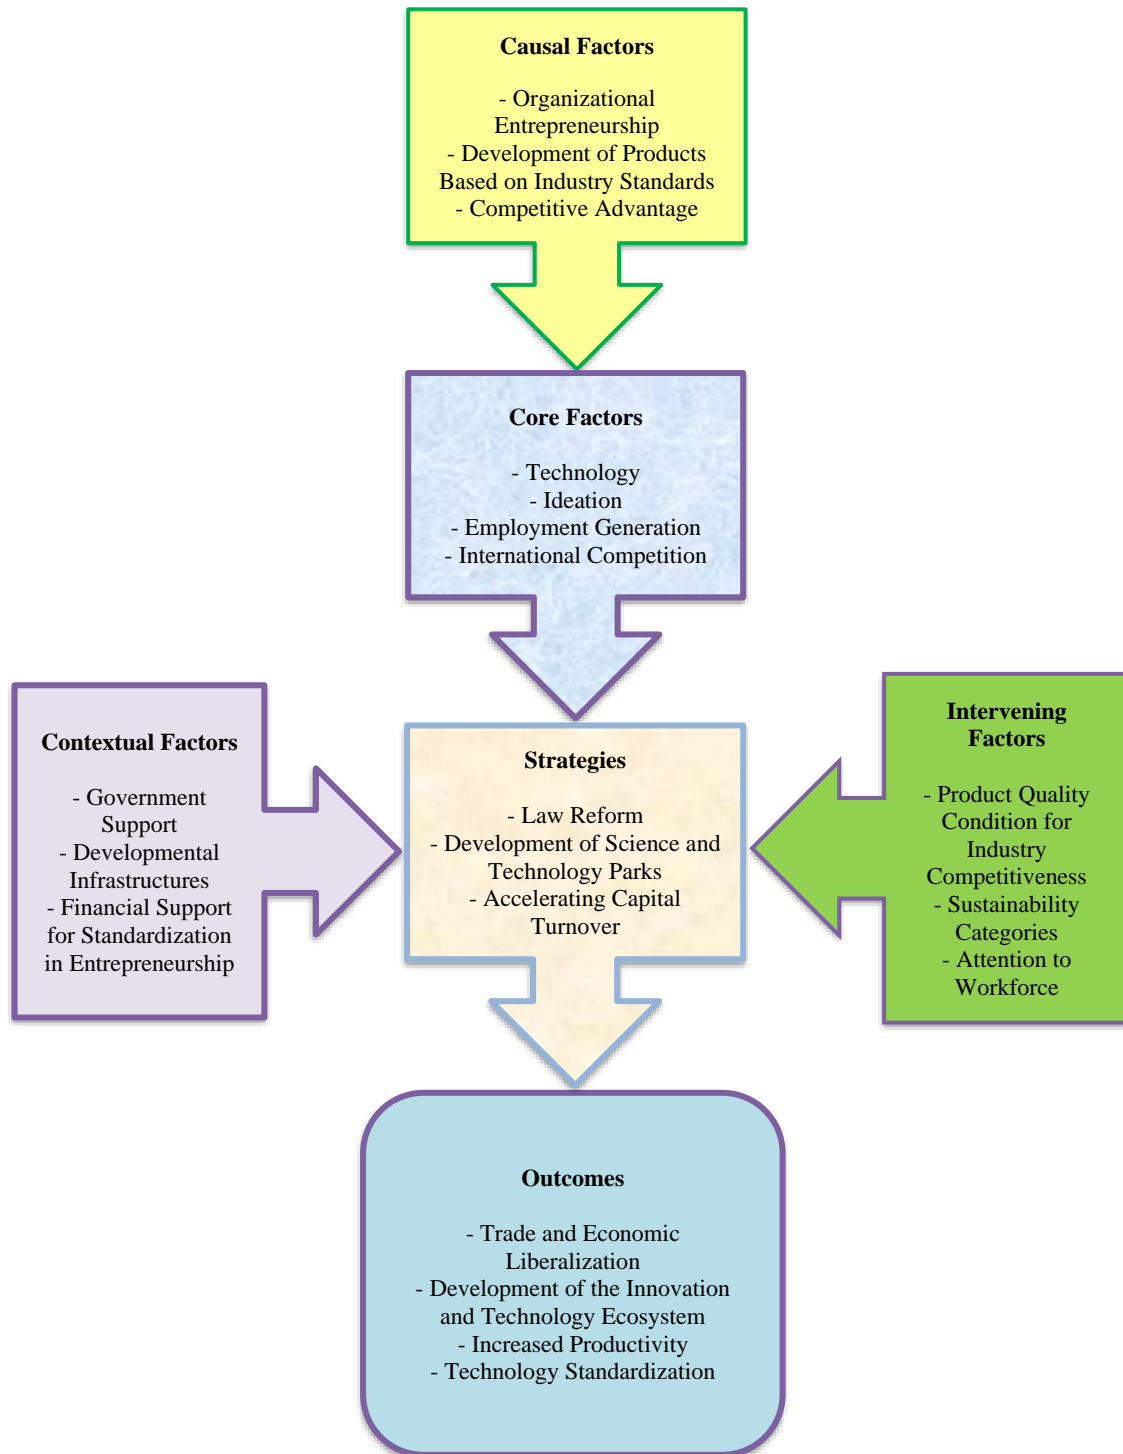 Causal Factors
- Organizational
Entrepreneurship
- Development of Products
Based on Industry Standards
- Competitive Advantage
Core Factors
- Technology
- Ideation
- Employment Generation
- International Competition
Contextual Factors
- Government
Support
- Developmental
Infrastructures
- Financial Support
for Standardization
in Entrepreneurship
Strategies
- Law Reform
- Development of Science and
Technology Parks
- Accelerating Capital
Turnover
Intervening
Factors
- Product Quality
Condition for
Industry
Competitiveness
- Sustainability
Categories
- Attention to
Workforce
Outcomes
- Trade and Economic
Liberalization
- Development of the Innovation
and Technology Ecosystem
- Increased Productivity
- Technology Standardization